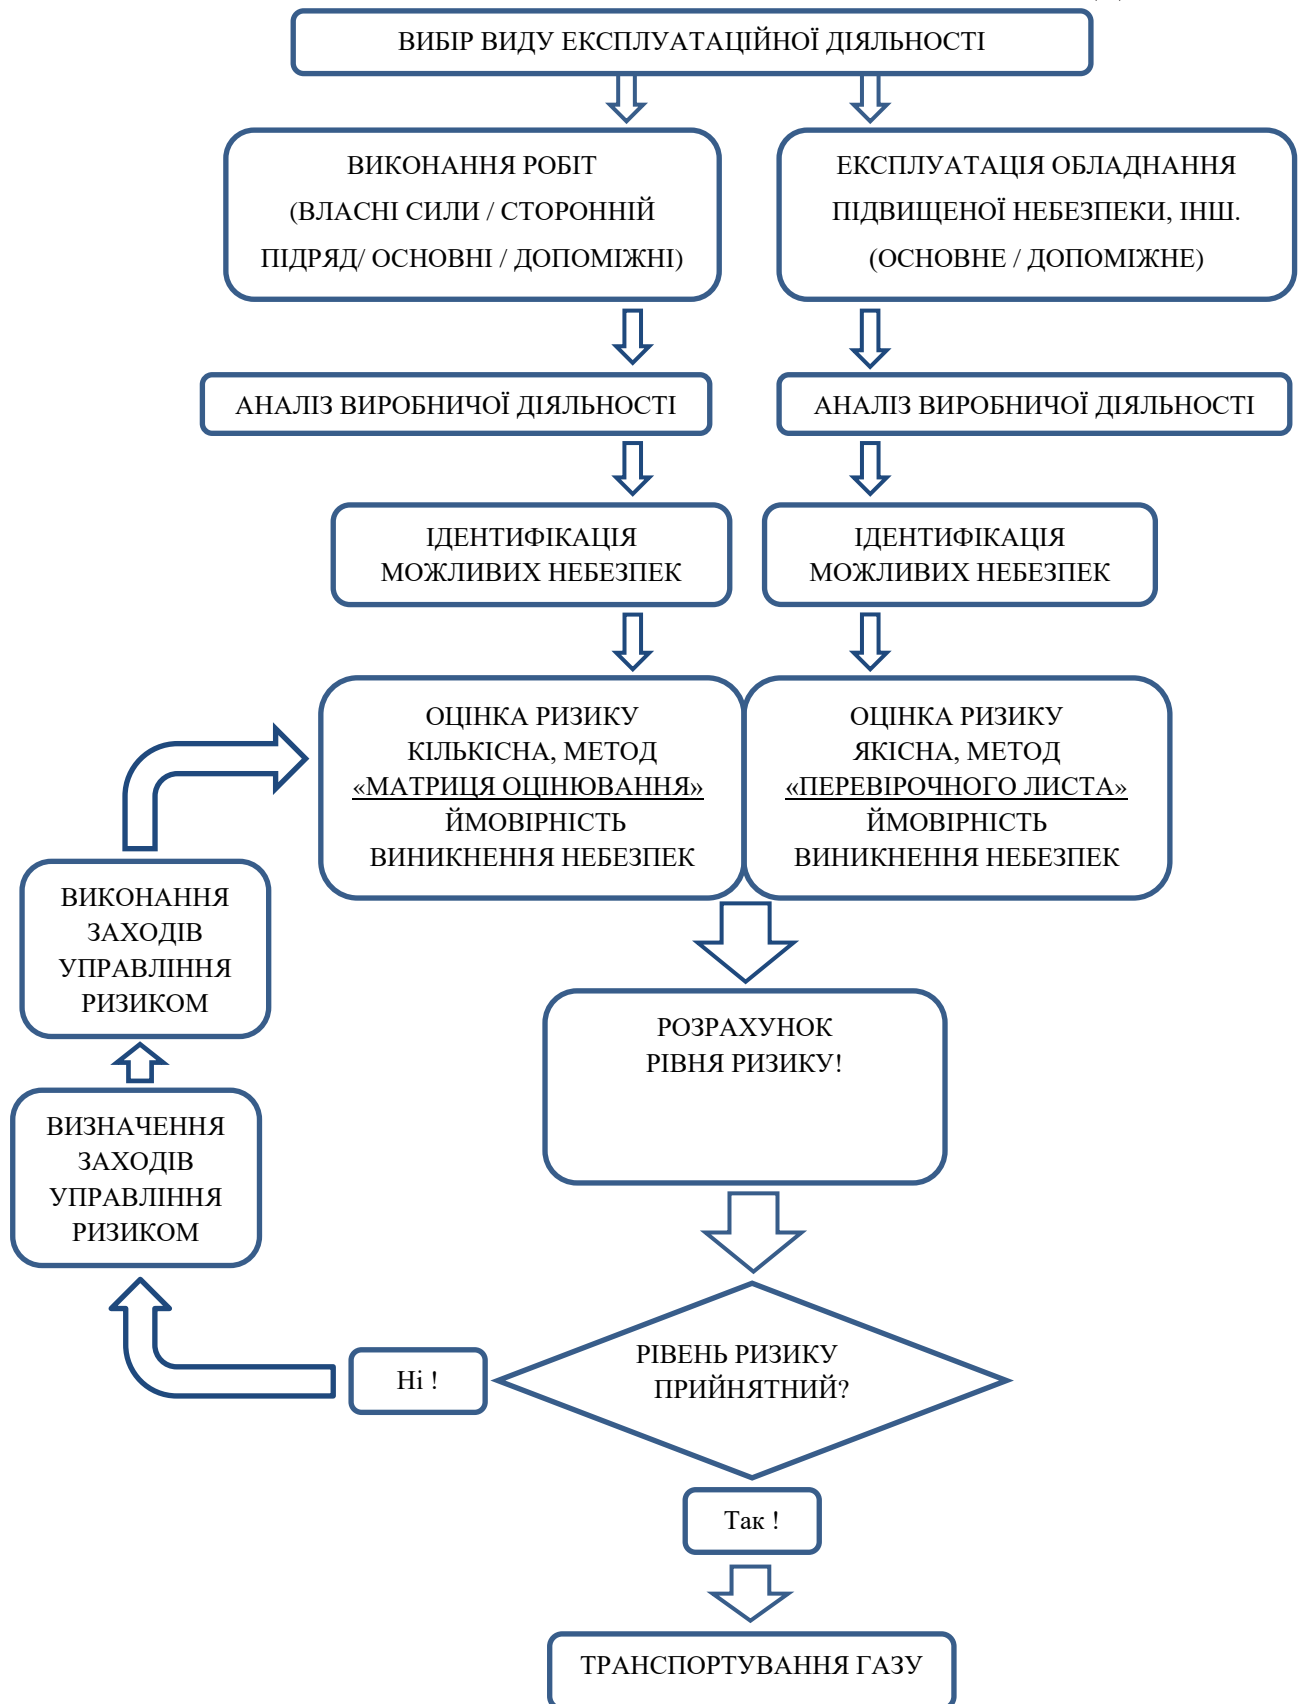 ВИБІР ВИДУ ЕКСПЛУАТАЦІЙНОЇ ДІЯЛЬНОСТІ
ВИКОНАННЯ РОБІТ
(ВЛАСНІ СИЛИ / СТОРОННІЙ
ПІДРЯД/ ОСНОВНІ / ДОПОМІЖНІ)
ЕКСПЛУАТАЦІЯ ОБЛАДНАННЯ
ПІДВИЩЕНОЇ НЕБЕЗПЕКИ, ІНШ.
(ОСНОВНЕ / ДОПОМІЖНЕ)
АНАЛІЗ ВИРОБНИЧОЇ ДІЯЛЬНОСТІ
АНАЛІЗ ВИРОБНИЧОЇ ДІЯЛЬНОСТІ
ІДЕНТИФІКАЦІЯ
МОЖЛИВИХ НЕБЕЗПЕК
ІДЕНТИФІКАЦІЯ
МОЖЛИВИХ НЕБЕЗПЕК
ОЦІНКА РИЗИКУ
КІЛЬКІСНА, МЕТОД
«МАТРИЦЯ ОЦІНЮВАННЯ»
ЙМОВІРНІСТЬ
ВИНИКНЕННЯ НЕБЕЗПЕК
ОЦІНКА РИЗИКУ
ЯКІСНА, МЕТОД
«ПЕРЕВІРОЧНОГО ЛИСТА»
ЙМОВІРНІСТЬ
ВИНИКНЕННЯ НЕБЕЗПЕК
ВИКОНАННЯ
ЗАХОДІВ
УПРАВЛІННЯ
РИЗИКОМ
РОЗРАХУНОК
РІВНЯ РИЗИКУ!
ВИЗНАЧЕННЯ
ЗАХОДІВ
УПРАВЛІННЯ
РИЗИКОМ
РІВЕНЬ РИЗИКУ
ПРИЙНЯТНИЙ?
Ні !
Так !
ТРАНСПОРТУВАННЯ ГАЗУ